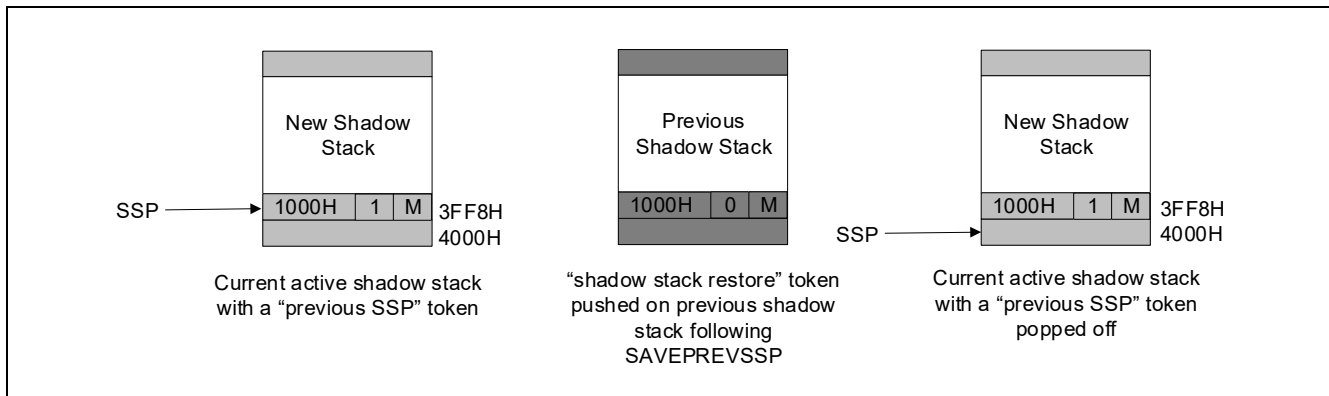 New Shadow
Stack
SSP
1000H 1 M 3FF8H
4000H
Current active shadow stack
with a “previous SSP” token
Previous
Shadow Stack
1000H 0 M
“shadow stack restore” token
pushed on previous shadow
stack following
SAVEPREVSSP
New Shadow
Stack
1000H 1 M 3FF8H
SSP 4000H
Current active shadow stack
with a “previous SSP” token
popped off